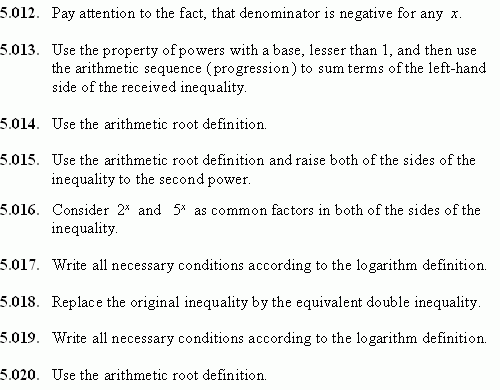 5.012. Pay attention to the fact, that denominator is negative for any x.
5.013. Use the property of powers with a base, lesser than 1, and then use
the arithmetic sequence (progression) to sum terms of the left-hand
side of the received inequality.
5.014. Use the arithmetic root definition.
5.015. Use the arithmetic root definition and raise both of the sides of the
inequality to the second power.
5.016. Consider 2ˣ and 5ˣ as common factors in both of the sides of the
inequality.
5.017. Write all necessary conditions according to the logarithm definition.
5.018. Replace the original inequality by the equivalent double inequality.
5.019. Write all necessary conditions according to the logarithm definition.
5.020. Use the arithmetic root definition.